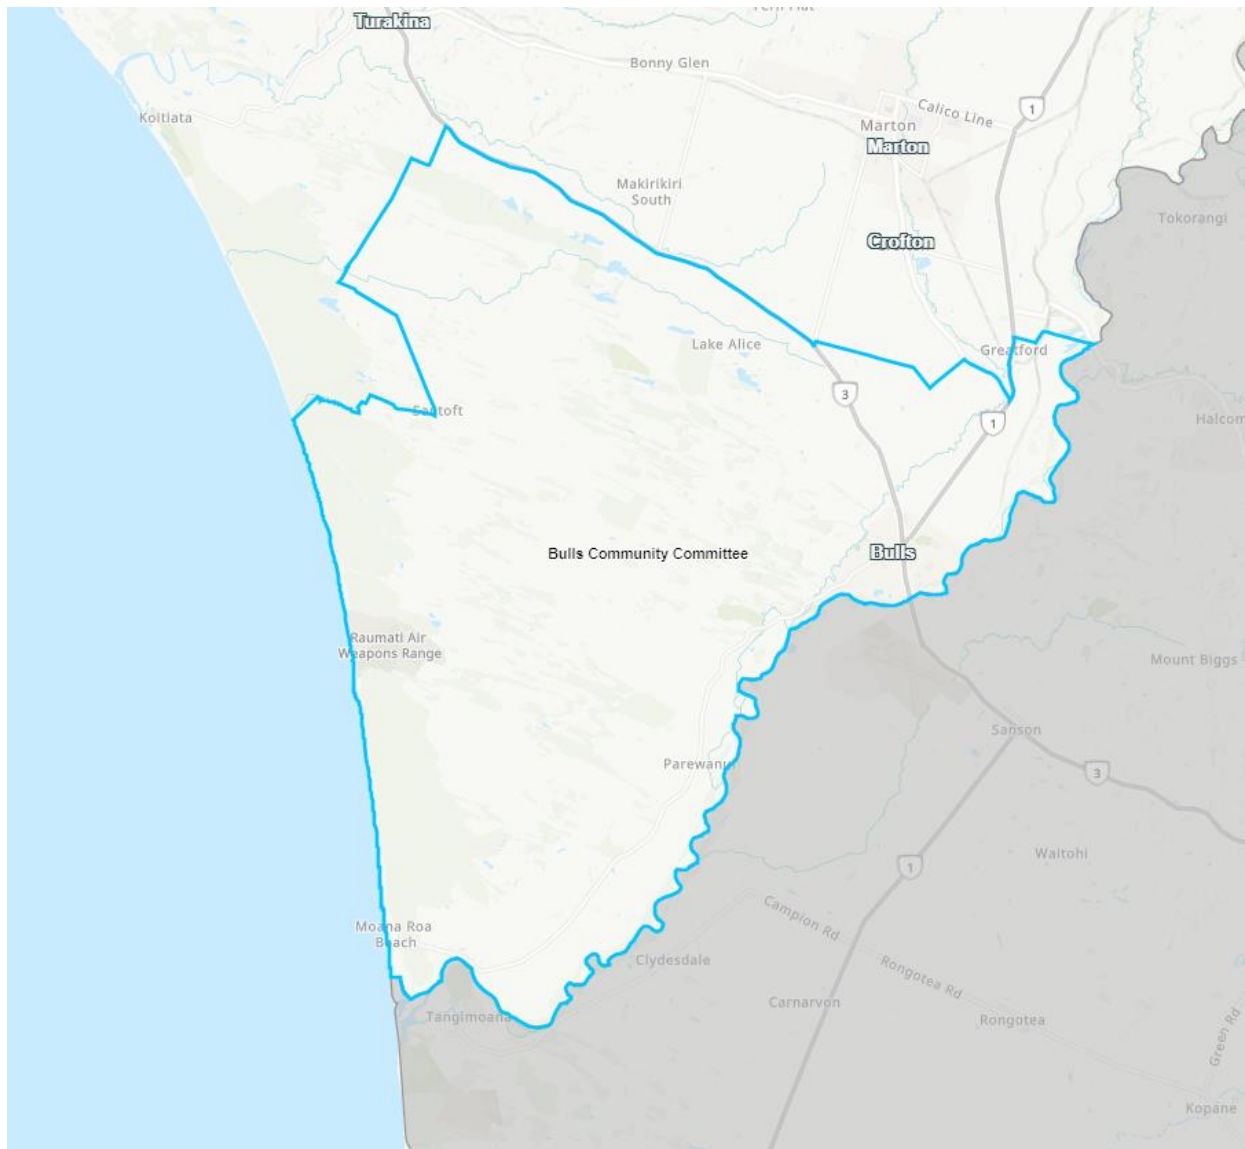 Fern Flat
Turakina
Bonny Glen
Calico Line
1
Koitiata
Marton
Marton
Makirikiri
South
Tokorangi
Crofton
Lake Alice
Greatford
3
Santoft
1
Halcom
Bulls Community Committee
Bulls
Raumati Air
Weapons Range
Mount Biggs
Sanson
Parewanui
3
Waitohi
1
Moana Roa
Beach
Campion Rd
Clydesdale
Rongotea Rd
Carnarvon
Tangimoana
Rongotea
Green Rd
Kopane